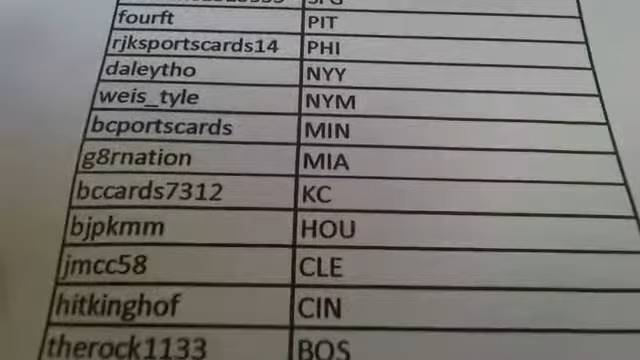 fourft PIT
rjksportscards14 PHI
daleytho NYY
weis_tyle NYM
bcportscards MIN
g8rnation MIA
bccards7312 KC
bjpkmm HOU
jmcc58 CLE
hitkinghof CIN
therock1133 BOS